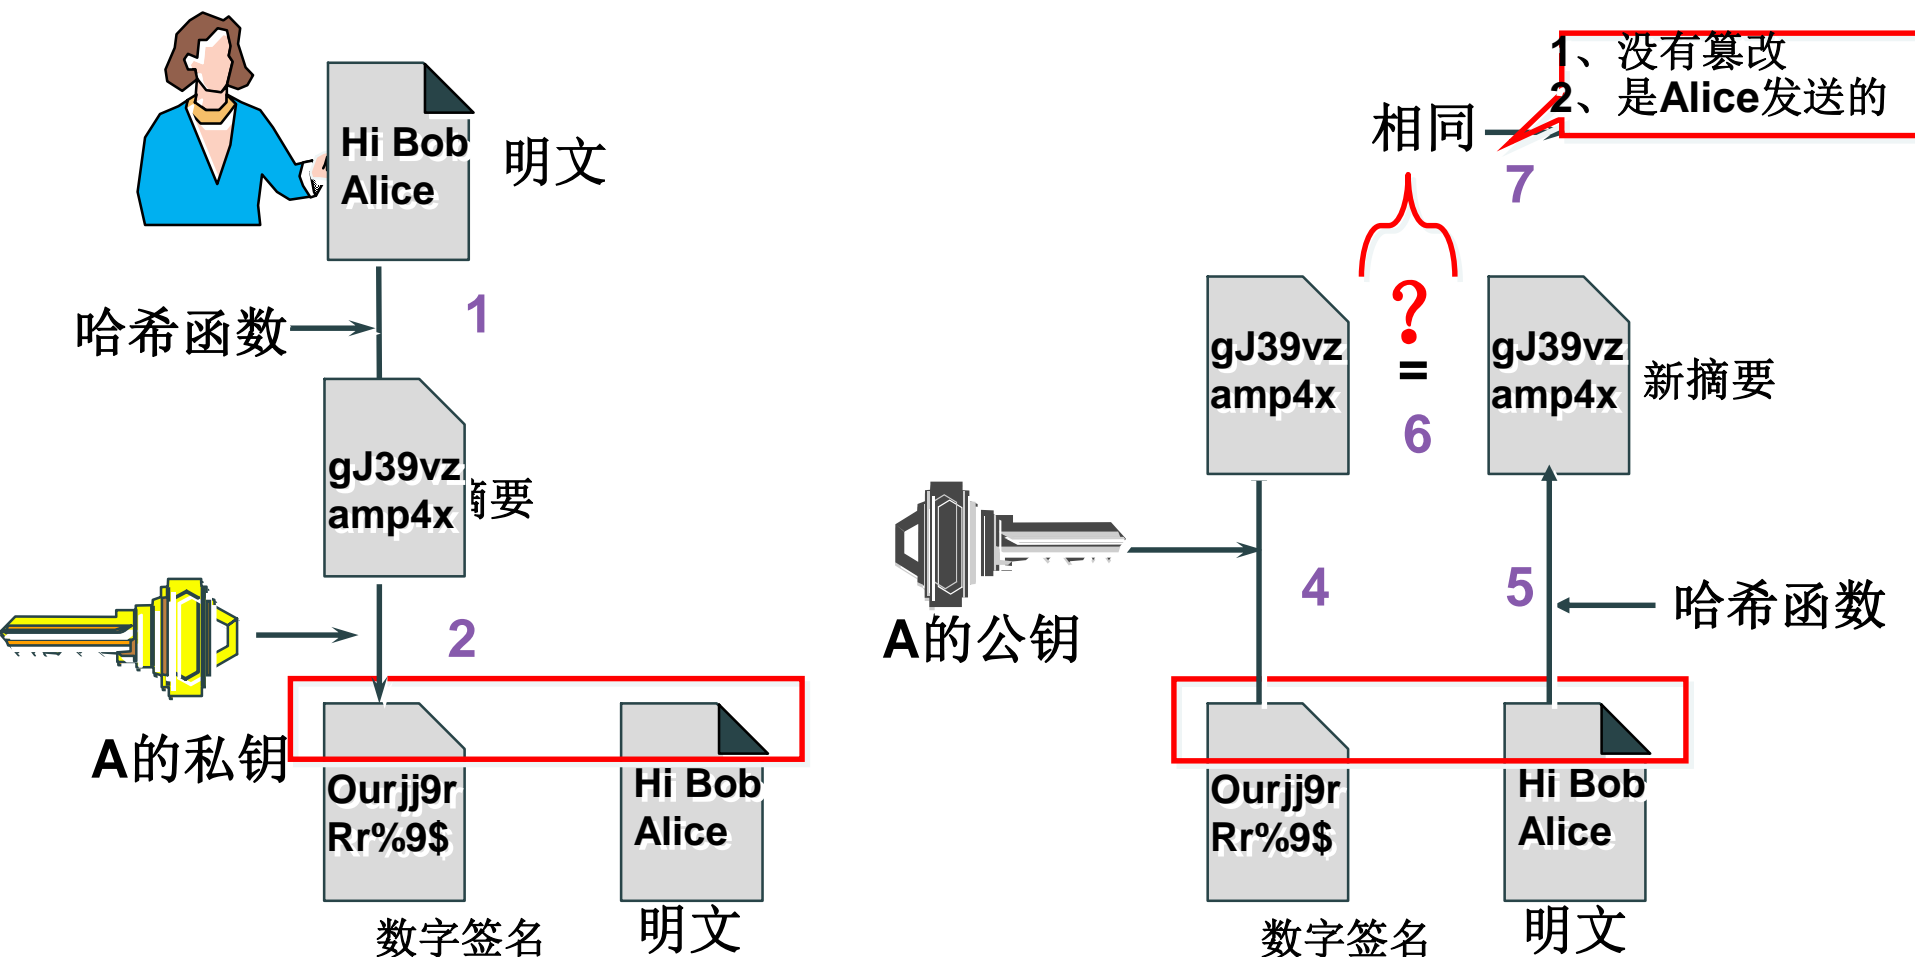 Hi Bob
Alice
明文
哈希函数
1
gJ39vz
amp4x
摘要
2
A的私钥
Ourjj9r
Rr%9$
数字签名
Hi Bob
Alice
明文
1、没有篡改
2、是Alice发送的
相同
7
gJ39vz
amp4x
?
=
6
gJ39vz
amp4x
新摘要
A的公钥
4
5
哈希函数
Ourjj9r
Rr%9$
数字签名
Hi Bob
Alice
明文